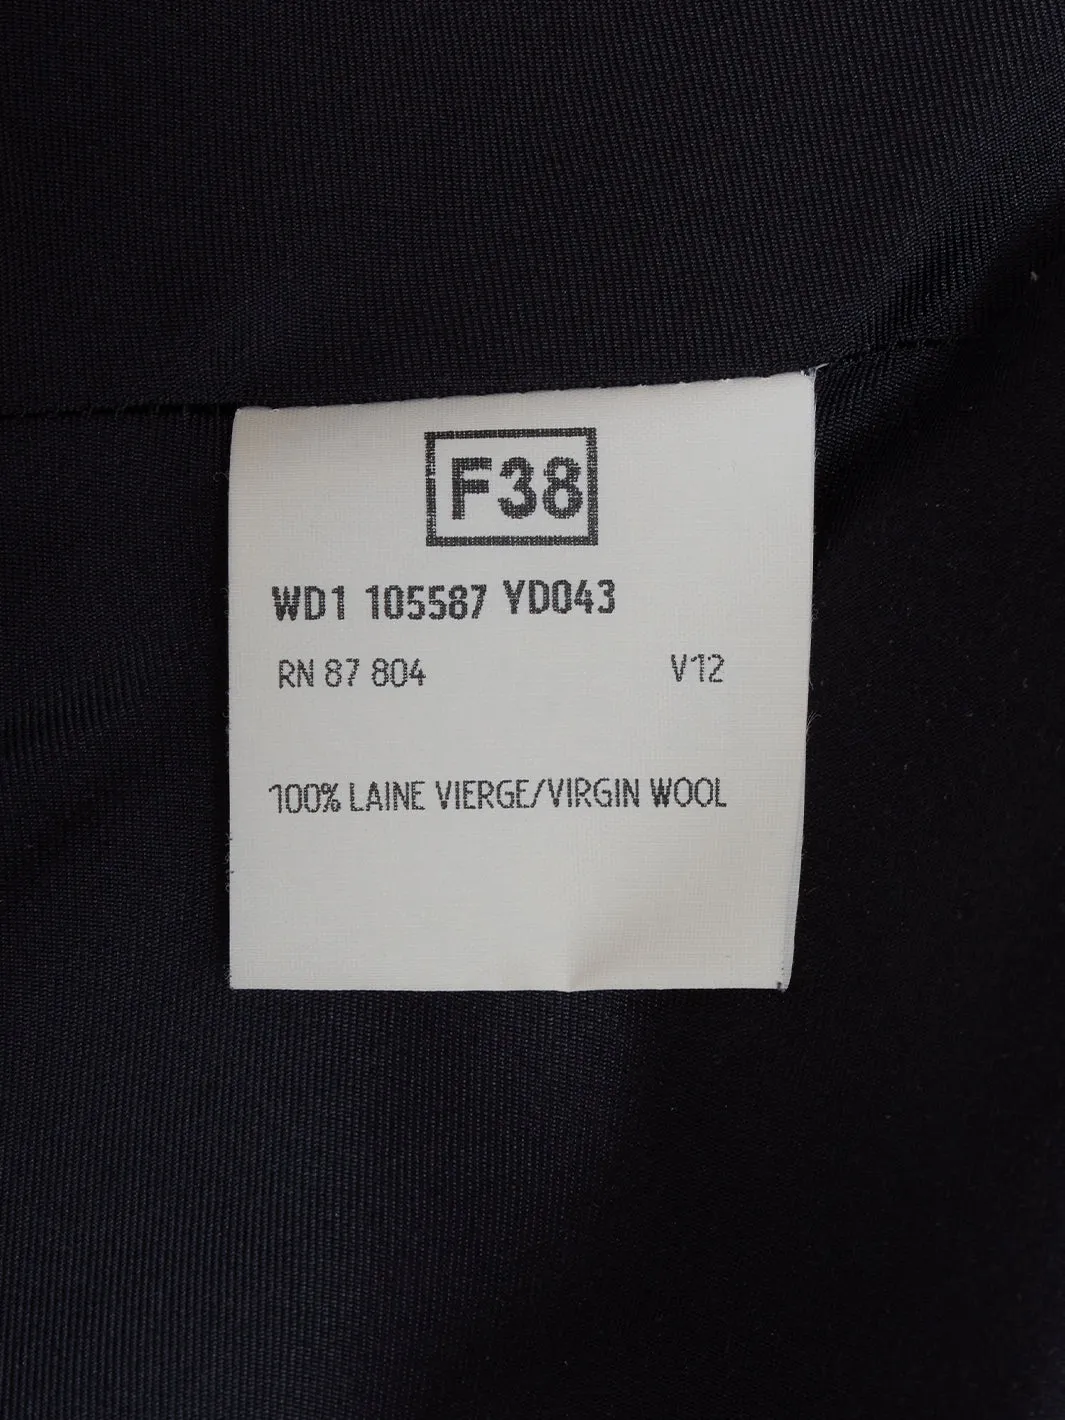 F38
WD1 105587 YD043
RN 87 804 V12
100% LAINE VIERGE/VIRGIN WOOL